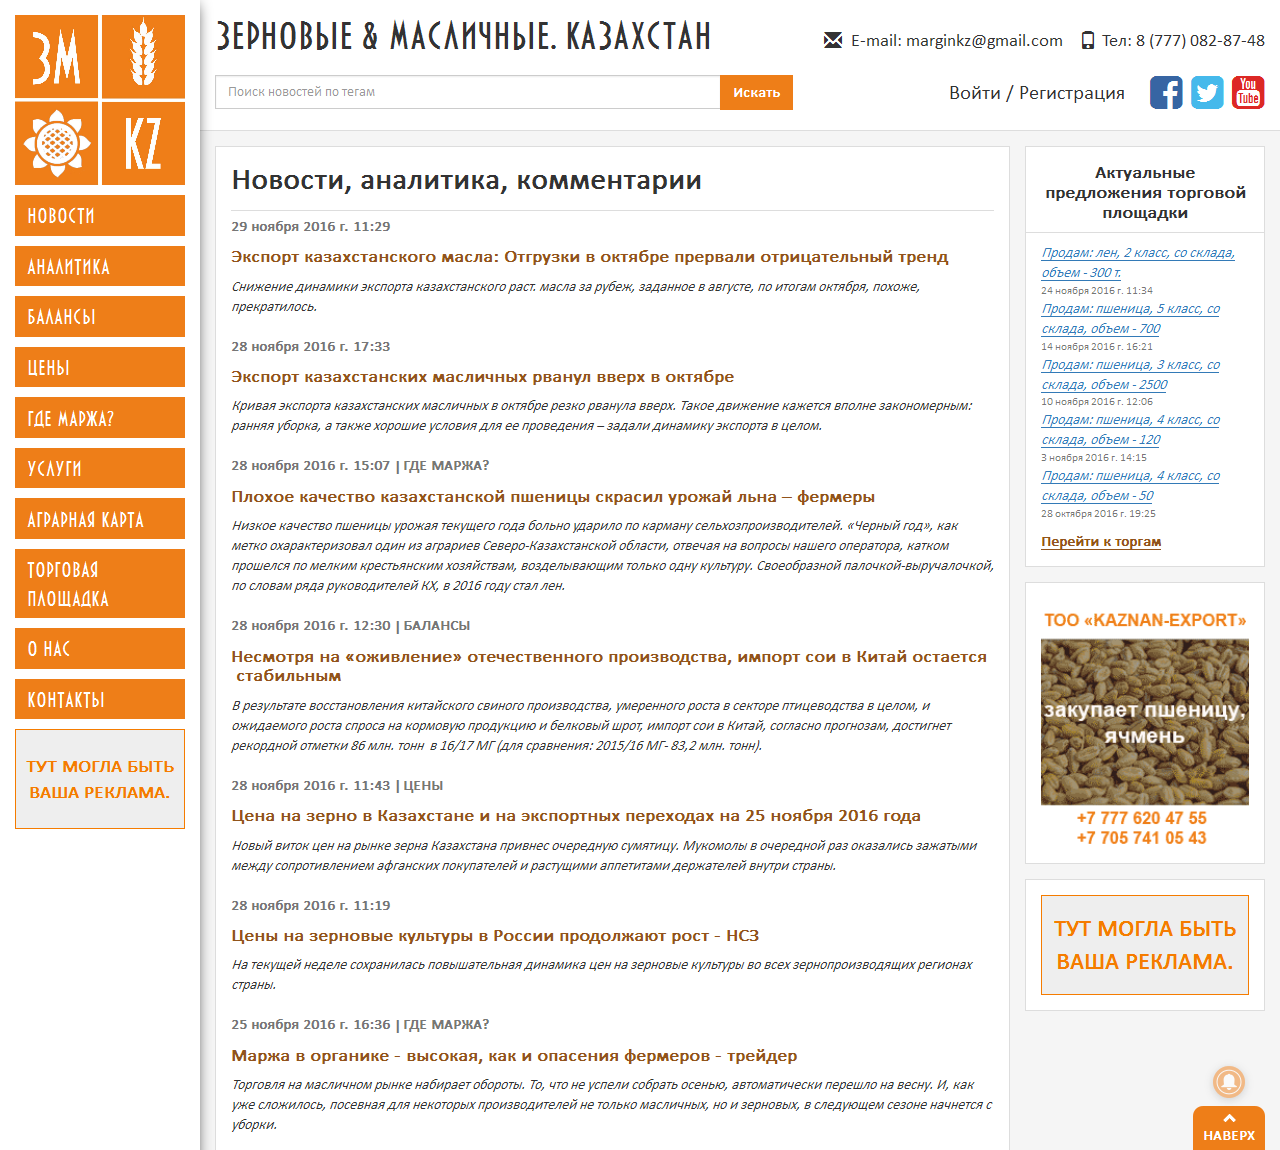 ЗМ
KZ
НОВОСТИ
АНАЛИТИКА
БАЛАНСЫ
ЦЕНЫ
ГДЕ МАРЖА?
УСЛУГИ
АГРАРНАЯ КАРТА
ТОРГОВАЯ
ПЛОЩАДКА
О НАС
КОНТАКТЫ
ТУТ МОГЛА БЫТЬ
ВАША РЕКЛАМА.
ЗЕРНОВЫЕ & МАСЛИЧНЫЕ. КАЗАХСТАН
E-mail: marginkz@gmail.com Тел: 8 (777) 082-87-48
Поиск новостей по тегам Искать
Войти / Регистрация
You
Tube
Новости, аналитика, комментарии
29 ноября 2016 г. 11:29
Экспорт казахстанского масла: Отгрузки в октябре прервали отрицательный тренд
Снижение динамики экспорта казахстанского раст. масла за рубеж, заданное в августе, по итогам октября, похоже,
прекратилось.
28 ноября 2016 г. 17:33
Экспорт казахстанских масличных рванул вверх в октябре
Кривая экспорта казахстанских масличных в октябре резко рванула вверх. Такое движение кажется вполне закономерным:
ранняя уборка, а также хорошие условия для ее проведения – задали динамику экспорта в целом.
28 ноября 2016 г. 15:07 | ГДЕ МАРЖА?
Плохое качество казахстанской пшеницы скрасил урожай льна – фермеры
Низкое качество пшеницы урожая текущего года больно ударило по карману сельхозпроизводителей. «Черный год», как
метко охарактеризовал один из аграриев Северо-Казахстанской области, отвечая на вопросы нашего оператора, катком
прошелся по мелким крестьянским хозяйствам, возделывающим только одну культуру. Своеобразной палочкой-выручалочкой,
по словам ряда руководителей КХ, в 2016 году стал лен.
28 ноября 2016 г. 12:30 | БАЛАНСЫ
Несмотря на «оживление» отечественного производства, импорт сои в Китай остается
стабильным
В результате восстановления китайского свиного производства, умеренного роста в секторе птицеводства в целом, и
ожидаемого роста спроса на кормовую продукцию и белковый шрот, импорт сои в Китай, согласно прогнозам, достигнет
рекордной отметки 86 млн. тонн в 16/17 МГ (для сравнения: 2015/16 МГ- 83,2 млн. тонн).
28 ноября 2016 г. 11:43 | ЦЕНЫ
Цена на зерно в Казахстане и на экспортных переходах на 25 ноября 2016 года
Новый виток цен на рынке зерна Казахстана привнес очередную сумятицу. Мукомолы в очередной раз оказались зажатыми
между сопротивлением афганских покупателей и растущими аппетитами держателей внутри страны.
28 ноября 2016 г. 11:19
Цены на зерновые культуры в России продолжают рост - НСЗ
На текущей неделе сохранилась повышательная динамика цен на зерновые культуры во всех зернопроизводящих регионах
страны.
25 ноября 2016 г. 16:36 | ГДЕ МАРЖА?
Маржа в органике - высокая, как и опасения фермеров - трейдер
Торговля на масличном рынке набирает обороты. То, что не успели собрать осенью, автоматически перешло на весну. И, как
уже сложилось, посевная для некоторых производителей не только масличных, но и зерновых, в следующем сезоне начнется с
уборки.
Актуальные
предложения торговой
площадки
Продам: лен, 2 класс, со склада,
объем - 300 т.
24 ноября 2016 г. 11:34
Продам: пшеница, 5 класс, со
склада, объем - 700
14 ноября 2016 г. 16:21
Продам: пшеница, 3 класс, со
склада, объем - 2500
10 ноября 2016 г. 12:06
Продам: пшеница, 4 класс, со
склада, объем - 120
3 ноября 2016 г. 14:15
Продам: пшеница, 4 класс, со
склада, объем - 50
28 октября 2016 г. 19:25
Перейти к торгам
ТОО «KAZNAN-EXPORT»
закупает пшеницу,
ячмень
+7 777 620 47 55
+7 705 741 05 43
ТУТ МОГЛА БЫТЬ
ВАША РЕКЛАМА.
НАВЕРХ